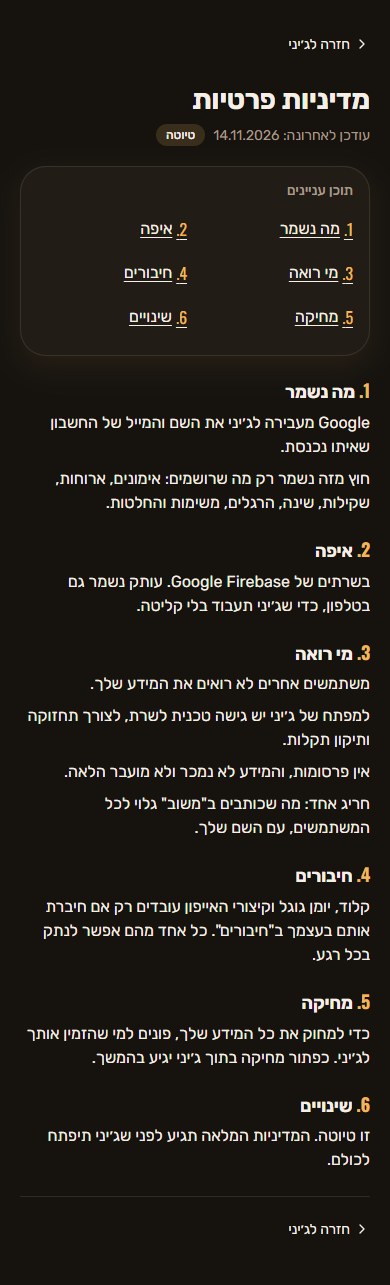 חזרה לג׳יני
מדיניות פרטיות
עודכן לאחרונה: 14.11.2026 טיוטה
תוכן עניינים
1. מה נשמר
2. איפה
3. מי רואה
4. חיבורים
5. מחיקה
6. שינויים
1. מה נשמר
Google מעבירה לג׳יני את השם והמייל של החשבון
שאיתו נכנסת.
חוץ מזה נשמר רק מה שרושמים: אימונים, ארוחות,
שקילות, שינה, הרגלים, משימות והחלטות.
2. איפה
בשרתים של Google Firebase. עותק נשמר גם
בטלפון, כדי שג׳יני תעבוד בלי קליטה.
3. מי רואה
משתמשים אחרים לא רואים את המידע שלך.
למפתח של ג׳יני יש גישה טכנית לשרת, לצורך תחזוקה
ותיקון תקלות.
אין פרסומות, והמידע לא נמכר ולא מועבר הלאה.
חריג אחד: מה שכותבים ב"משוב" גלוי לכל
המשתמשים, עם השם שלך.
4. חיבורים
קלוד, יומן גוגל וקיצורי האייפון עובדים רק אם חיברת
אותם בעצמך ב"חיבורים". כל אחד מהם אפשר לנתק
בכל רגע.
5. מחיקה
כדי למחוק את כל המידע שלך, פונים למי שהזמין אותך
לג׳יני. כפתור מחיקה בתוך ג׳יני יגיע בהמשך.
6. שינויים
זו טיוטה. המדיניות המלאה תגיע לפני שג׳יני תיפתח
לכולם.
חזרה לג׳יני